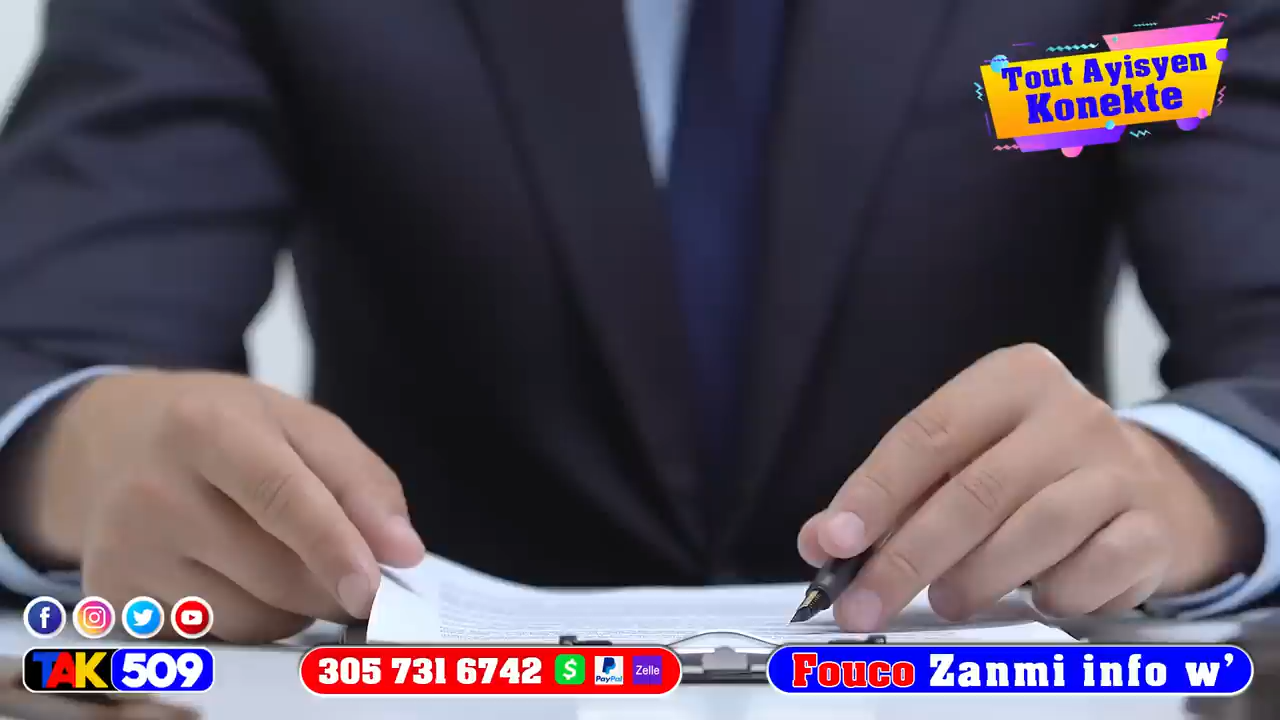 Tout Ayisyen
Konekte
TAK 509
305 731 6742 $ PayPal Zelle
Fouco Zanmi info w'